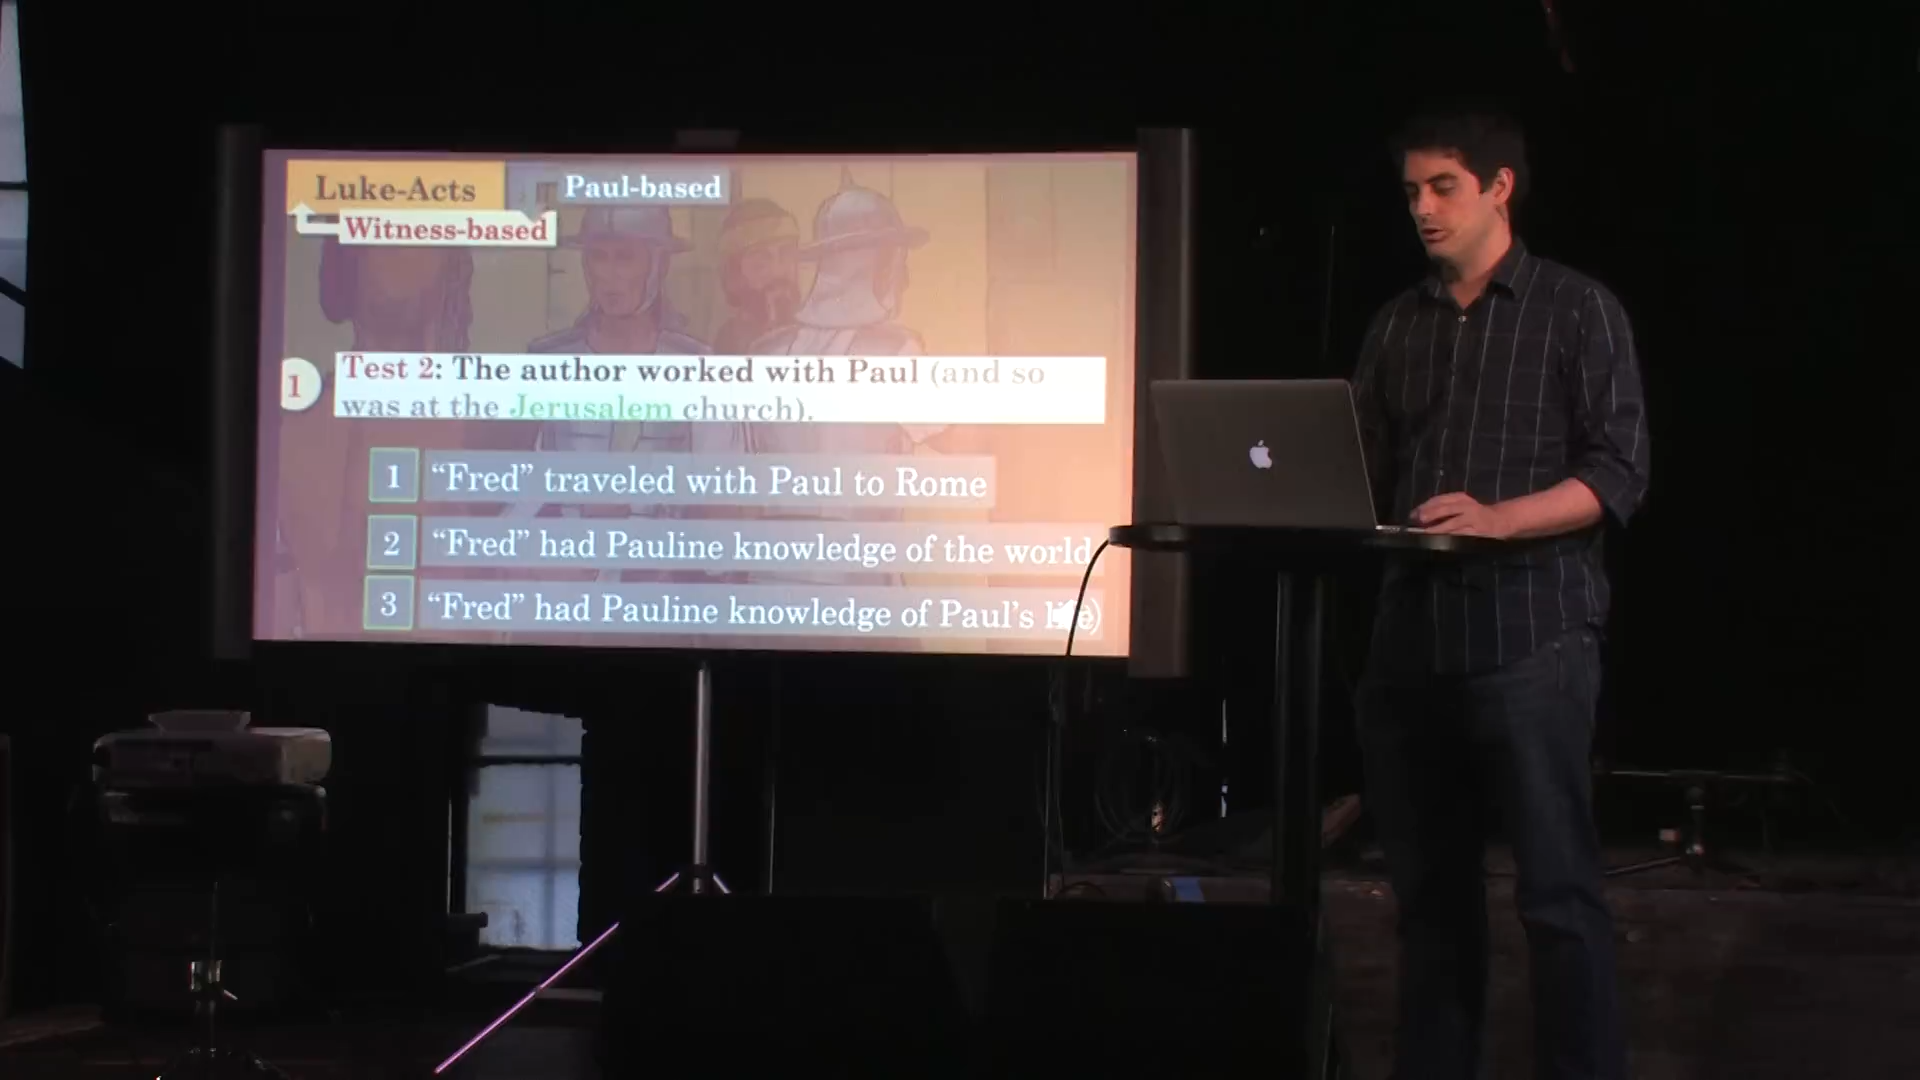 Luke-Acts
Paul-based
Witness-based
1
Test 2: The author worked with Paul (and so
was at the Jerusalem church).
1 “Fred” traveled with Paul to Rome
2 “Fred” had Pauline knowledge of the world
3 “Fred” had Pauline knowledge of Paul's life)